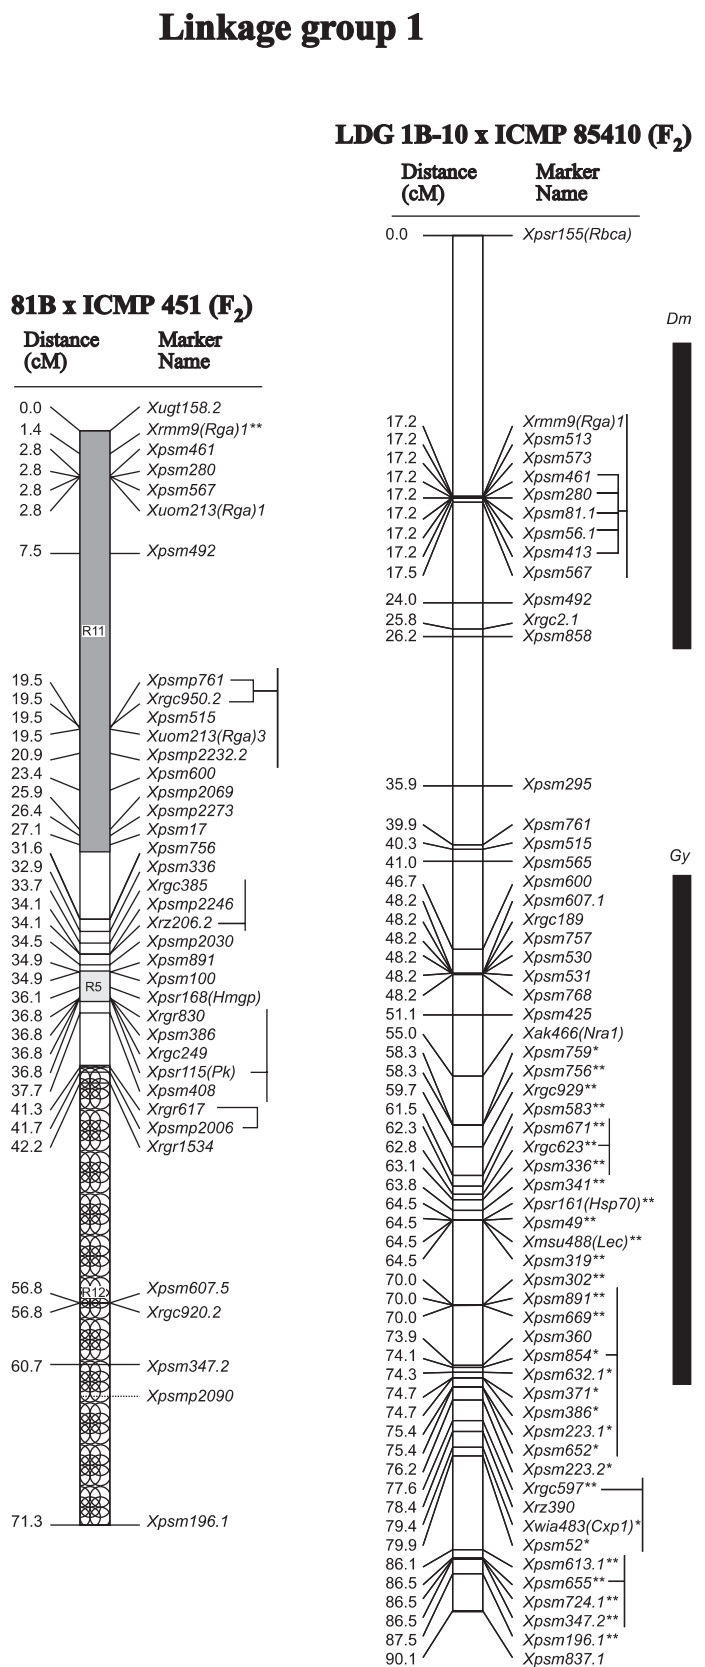 Linkage group 1
LDG 1B-10 x ICMP 85410 (F2)
Distance (cM) Marker Name
0.0 Xpsr155(Rbca)
17.2 Xrmm9(Rga)1
17.2 Xpsm513
17.2 Xpsm573
17.2 Xpsm461
17.2 Xpsm280
17.2 Xpsm81.1
17.2 Xpsm56.1
17.2 Xpsm413
17.5 Xpsm567
24.0 Xpsm492
25.8 Xrgc2.1
26.2 Xpsm858
35.9 Xpsm295
39.9 Xpsm761
40.3 Xpsm515
41.0 Xpsm565
46.7 Xpsm600
48.2 Xpsm607.1
48.2 Xrgc189
48.2 Xpsm757
48.2 Xpsm530
48.2 Xpsm531
48.2 Xpsm768
51.1 Xpsm425
55.0 Xak466(Nra1)
58.3 Xpsm759*
58.3 Xpsm756**
59.7 Xrgc929**
61.5 Xpsm583**
62.3 Xpsm671**
62.8 Xrgc623**
63.1 Xpsm336**
63.8 Xpsm341**
64.5 Xpsr161(Hsp70)**
64.5 Xpsm49**
64.5 Xmsu488(Lec)**
64.5 Xpsm319**
70.0 Xpsm302**
70.0 Xpsm891**
70.0 Xpsm669**
73.9 Xpsm360
74.1 Xpsm854*
74.3 Xpsm632.1*
74.7 Xpsm371*
74.7 Xpsm386*
75.4 Xpsm223.1*
75.4 Xpsm652*
76.2 Xpsm223.2*
77.6 Xrgc597**
78.4 Xrz390
79.4 Xwia483(Cxp1)*
79.9 Xpsm52*
86.1 Xpsm613.1**
86.5 Xpsm655**
86.5 Xpsm724.1**
86.5 Xpsm347.2**
87.5 Xpsm196.1**
90.1 Xpsm837.1
Dm
Gy
81B x ICMP 451 (F2)
Distance (cM) Marker Name
0.0 Xugt158.2
1.4 Xrmm9(Rga)1**
2.8 Xpsm461
2.8 Xpsm280
2.8 Xpsm567
2.8 Xuom213(Rga)1
7.5 Xpsm492
R11
19.5 Xpsmp761
19.5 Xrgc950.2
19.5 Xpsm515
19.5 Xuom213(Rga)3
20.9 Xpsmp2232.2
23.4 Xpsm600
25.9 Xpsmp2069
26.4 Xpsmp2273
27.1 Xpsm17
31.6 Xpsm756
32.9 Xpsm336
33.7 Xrgc385
34.1 Xpsmp2246
34.1 Xrz206.2
34.5 Xpsmp2030
34.9 Xpsm891
34.9 Xpsm100
R5
36.1 Xpsr168(Hmgp)
36.8 Xrgr830
36.8 Xpsm386
36.8 Xrgc249
36.8 Xpsr115(Pk)
37.7 Xpsm408
41.3 Xrgr617
41.7 Xpsmp2006
42.2 Xrgr1534
R12
56.8 Xpsm607.5
56.8 Xrgc920.2
60.7 Xpsm347.2
Xpsmp2090
71.3 Xpsm196.1